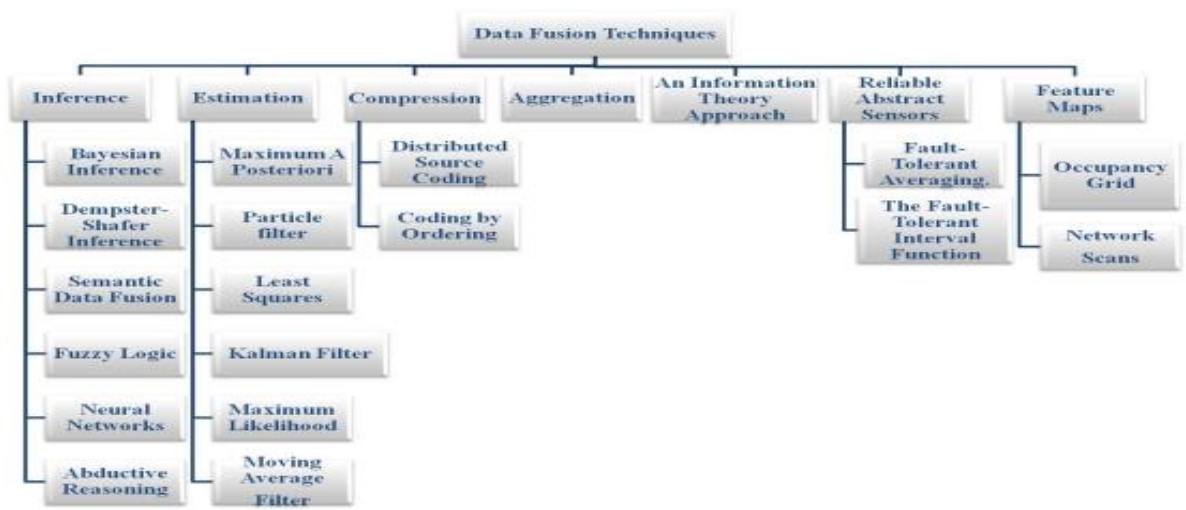 Data Fusion Techniques
Inference
Estimation
Compression
Aggregation
An Information
Theory
Approach
Reliable
Abstract
Sensors
Feature
Maps
Bayesian
Inference
Dempster-
Shafer
Inference
Semantic
Data Fusion
Fuzzy Logic
Neural
Networks
Abductive
Reasoning
Maximum A
Posteriori
Particle
filter
Least
Squares
Kalman Filter
Maximum
Likelihood
Moving
Average
Filter
Distributed
Source
Coding
Coding by
Ordering
Fault-
Tolerant
Averaging.
The Fault-
Tolerant
Interval
Function
Occupancy
Grid
Network
Scans